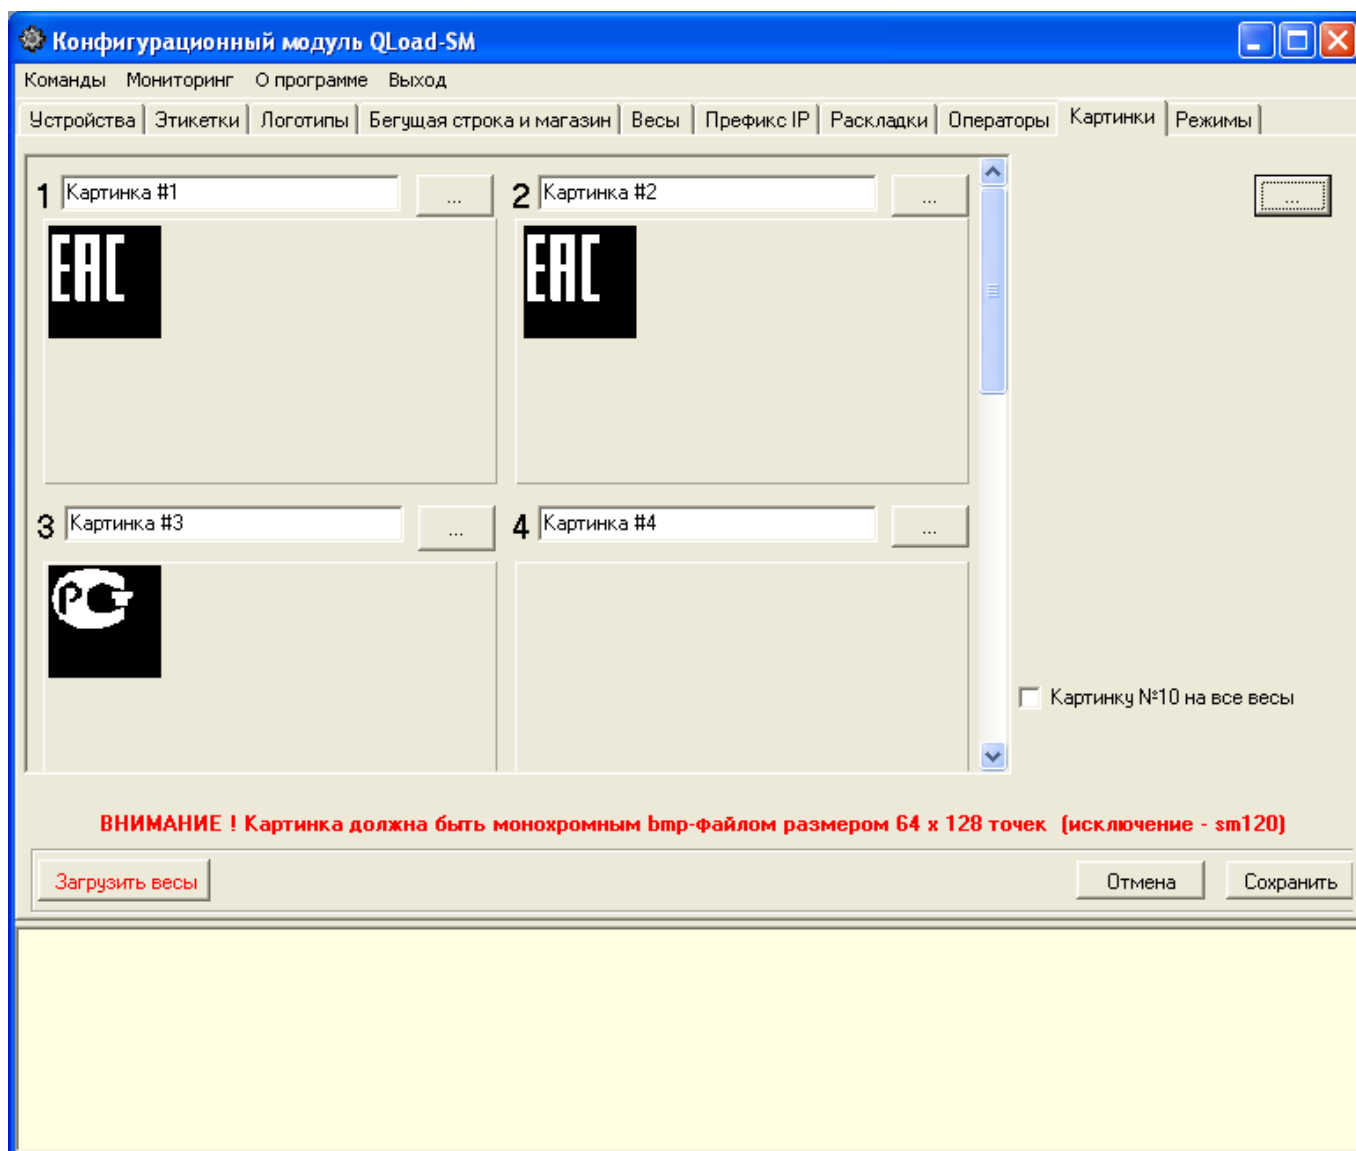 Конфигурационный модуль QLoad-SM
Команды Мониторинг О программе Выход
Устройства Этикетки Логотипы Бегущая строка и магазин Весы Префикс IP Раскладки Операторы Картинки Режимы
1 Картинка #1 ... 2 Картинка #2 ... ...
EAC EAC
3 Картинка #3 ... 4 Картинка #4 ...
РС
Картинку №10 на все весы
ВНИМАНИЕ ! Картинка должна быть монохромным bmp-файлом размером 64 x 128 точек (исключение - sm120)
Загрузить весы Отмена Сохранить